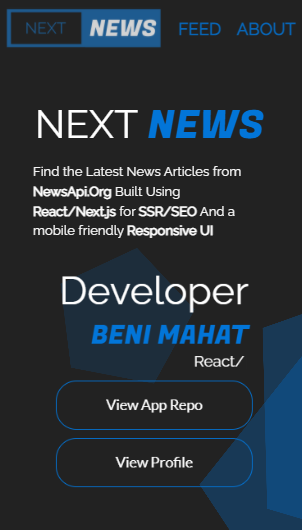 NEXT NEWS FEED ABOUT
NEXT NEWS
Find the Latest News Articles from
NewsApi.Org Built Using
React/Next.js for SSR/SEO And a
mobile friendly Responsive UI
Developer
BENI MAHAT
React/
View App Repo
View Profile